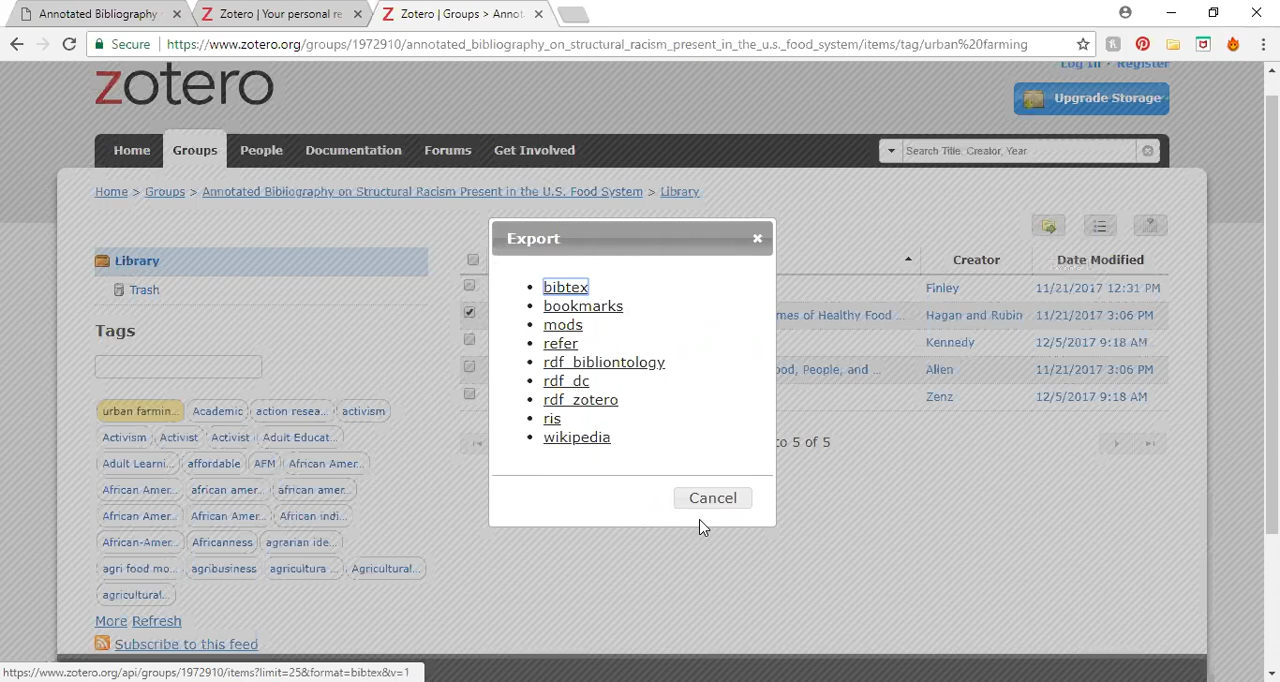 Annotated Bibliography
Zotero | Your personal re
Zotero | Groups > Annot
Secure
https://www.zotero.org/groups/1972910/annotated_bibliography_on_structural_racism_present_in_the_u.s._food_system/items/tag/urban%20farming
zotero
Log In · Register
Upgrade Storage
Home Groups People Documentation Forums Get Involved
Search Title, Creator, Year
Home > Groups > Annotated Bibliography on Structural Racism Present in the U.S. Food System > Library
Export
Library
Creator Date Modified
Trash
bibtex
Finley 11/21/2017 12:31 PM
bookmarks
mes of Healthy Food ... Hagan and Rubin 11/21/2017 3:06 PM
mods
Tags
refer
Kennedy 12/5/2017 9:18 AM
rdf_bibliontology
ood, People, and ... Allen 11/21/2017 3:06 PM
rdf_dc
rdf_zotero
Zenz 12/5/2017 9:18 AM
urban farmin... Academic action resea... activism
ris
Activism Activist Activist Adult Educat...
wikipedia
to 5 of 5
Adult Learni... affordable AFM African Amer...
African Amer... african amer... african amer...
Cancel
African Amer... African Amer... African indi...
African-Amer... Africanness agrarian ide...
agri food mo... agribusiness agricultura ... Agricultural...
agricultural...
More Refresh
Subscribe to this feed
https://www.zotero.org/api/groups/1972910/items?limit=25&format=bibtex&v=1